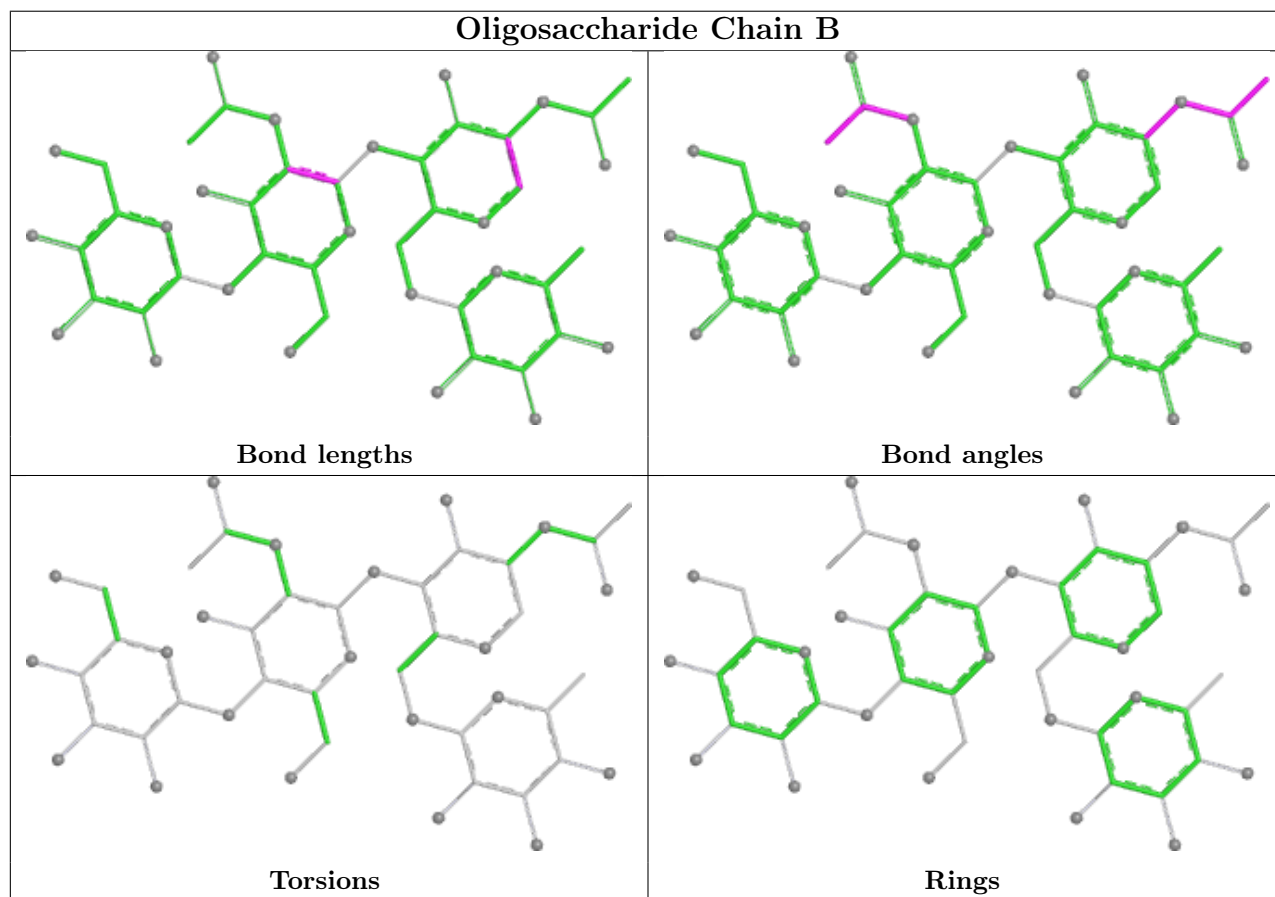 Oligosaccharide Chain B
Bond lengths
Bond angles
Torsions
Rings